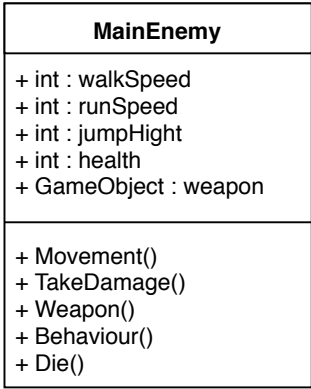 MainEnemy
+ int : walkSpeed
+ int : runSpeed
+ int : jumpHight
+ int : health
+ GameObject : weapon
+ Movement()
+ TakeDamage()
+ Weapon()
+ Behaviour()
+ Die()